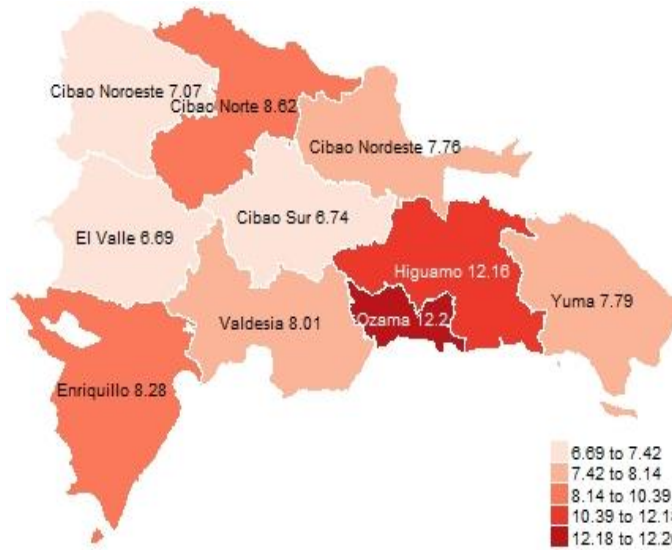 Cibao Noroeste 7.07
Cibao Norte 8.62
Cibao Nordeste 7.76
El Valle 6.69
Cibao Sur 6.74
Higuamo 12.16
Yuma 7.79
Valdesia 8.01
Ozama 12.2
Enriquillo 8.28
6.69 to 7.42
7.42 to 8.14
8.14 to 10.39
10.39 to 12.18
12.18 to 12.2